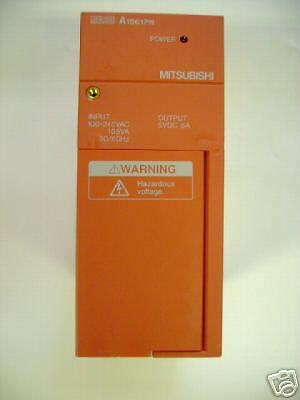 A1S61PN
POWER
MITSUBISHI
INPUT
100-240VAC
105VA
50/60Hz
OUTPUT
5VDC 5A
⚠WARNING
Hazardous
voltage.